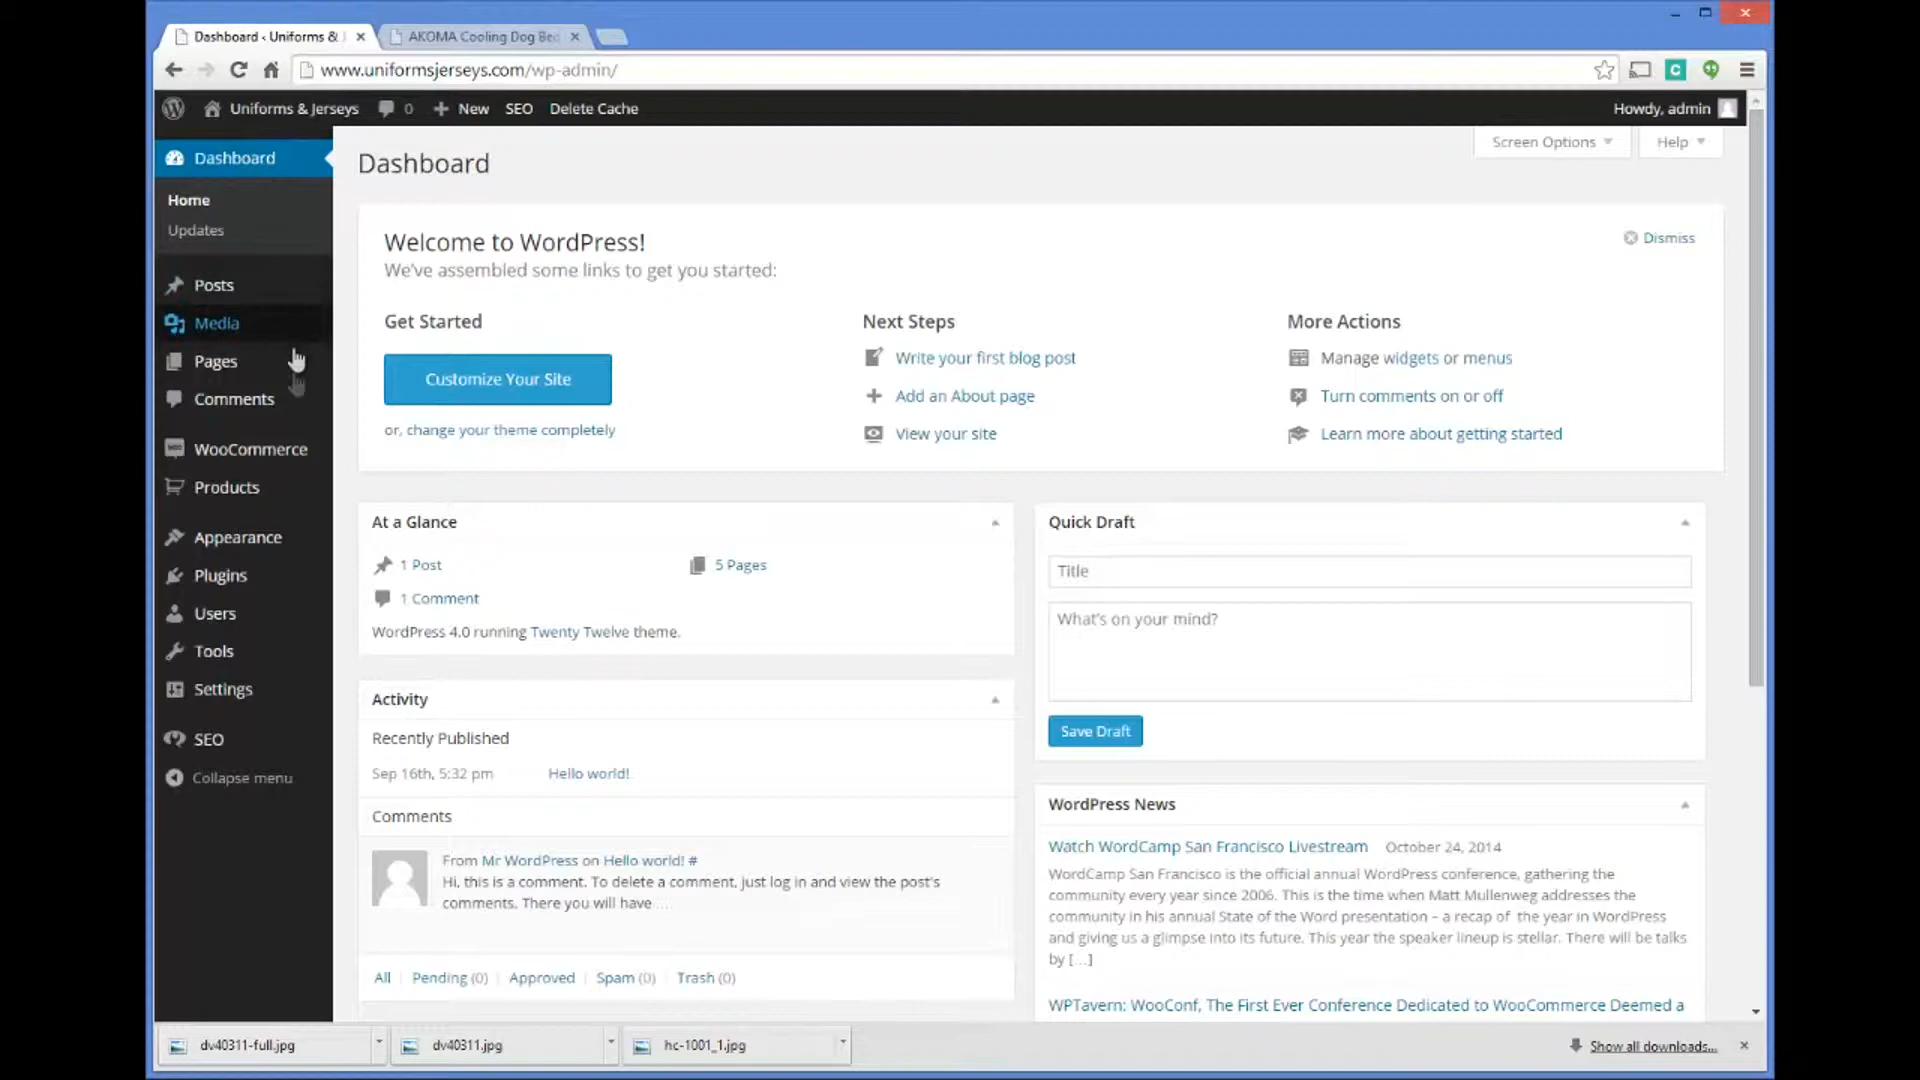 Dashboard ‹ Uniforms & J
AKOMA Cooling Dog Bed
www.uniformsjerseys.com/wp-admin/
Uniforms & Jerseys
0
New
SEO
Delete Cache
Howdy, admin
Dashboard
Home
Updates
Posts
Media
Pages
Comments
WooCommerce
Products
Appearance
Plugins
Users
Tools
Settings
SEO
Collapse menu
Screen Options
Help
Dashboard
Welcome to WordPress!
We've assembled some links to get you started:
Dismiss
Get Started
Customize Your Site
or, change your theme completely
Next Steps
Write your first blog post
Add an About page
View your site
More Actions
Manage widgets or menus
Turn comments on or off
Learn more about getting started
At a Glance
1 Post
5 Pages
1 Comment
WordPress 4.0 running Twenty Twelve theme.
Activity
Recently Published
Sep 16th, 5:32 pm
Hello world!
Comments
From Mr WordPress on Hello world! #
Hi, this is a comment. To delete a comment, just log in and view the post's
comments. There you will have …
All | Pending (0) | Approved | Spam (0) | Trash (0)
Quick Draft
Title
What's on your mind?
Save Draft
WordPress News
Watch WordCamp San Francisco Livestream October 24, 2014
WordCamp San Francisco is the official annual WordPress conference, gathering the
community every year since 2006. This is the time when Matt Mullenweg addresses the
community in his annual State of the Word presentation – a recap of the year in WordPress
and giving us a glimpse into its future. This year the speaker lineup is stellar. There will be talks
by […]
WPTavern: WooConf, The First Ever Conference Dedicated to WooCommerce Deemed a
dv40311-full.jpg
dv40311.jpg
hc-1001_1.jpg
Show all downloads...